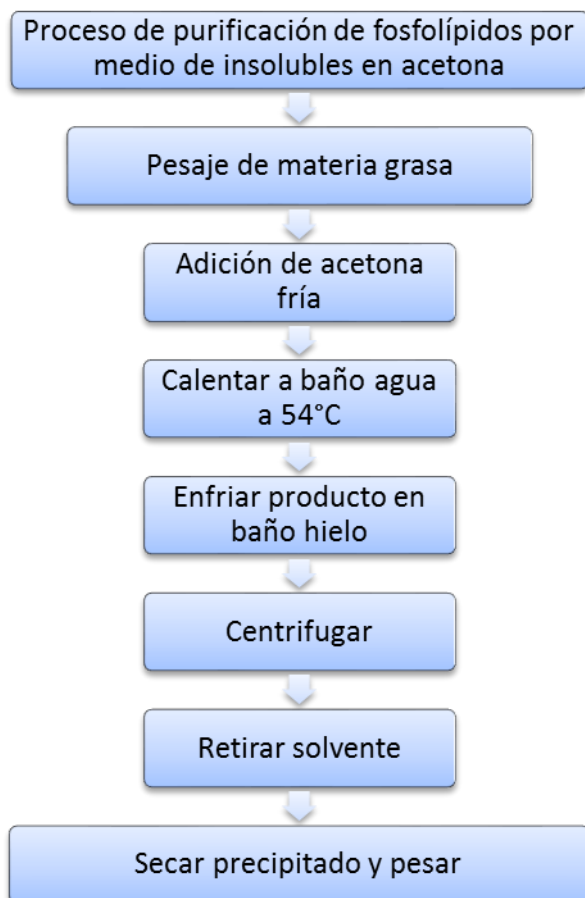 Proceso de purificación de fosfolípidos por
medio de insolubles en acetona
Pesaje de materia grasa
Adición de acetona
fría
Calentar a baño agua
a 54°C
Enfriar producto en
baño hielo
Centrifugar
Retirar solvente
Secar precipitado y pesar